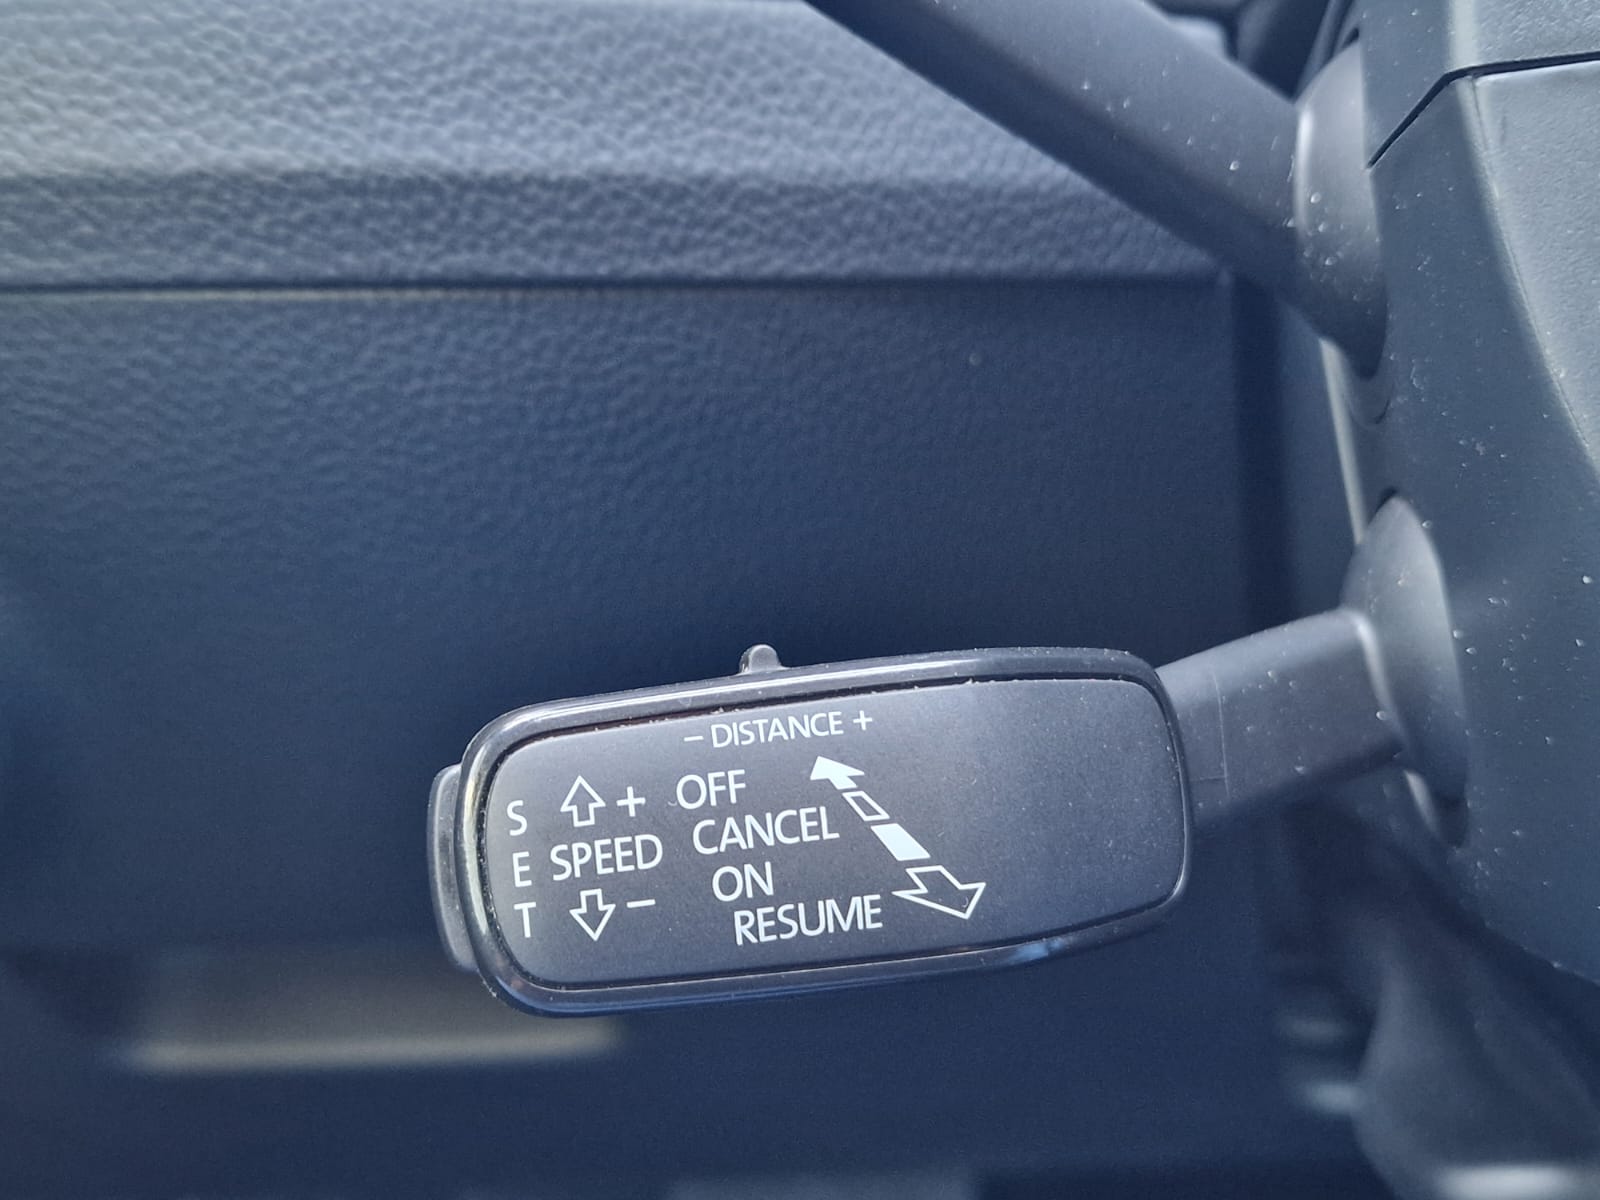 – DISTANCE +
S + OFF
E SPEED CANCEL
T – ON
RESUME